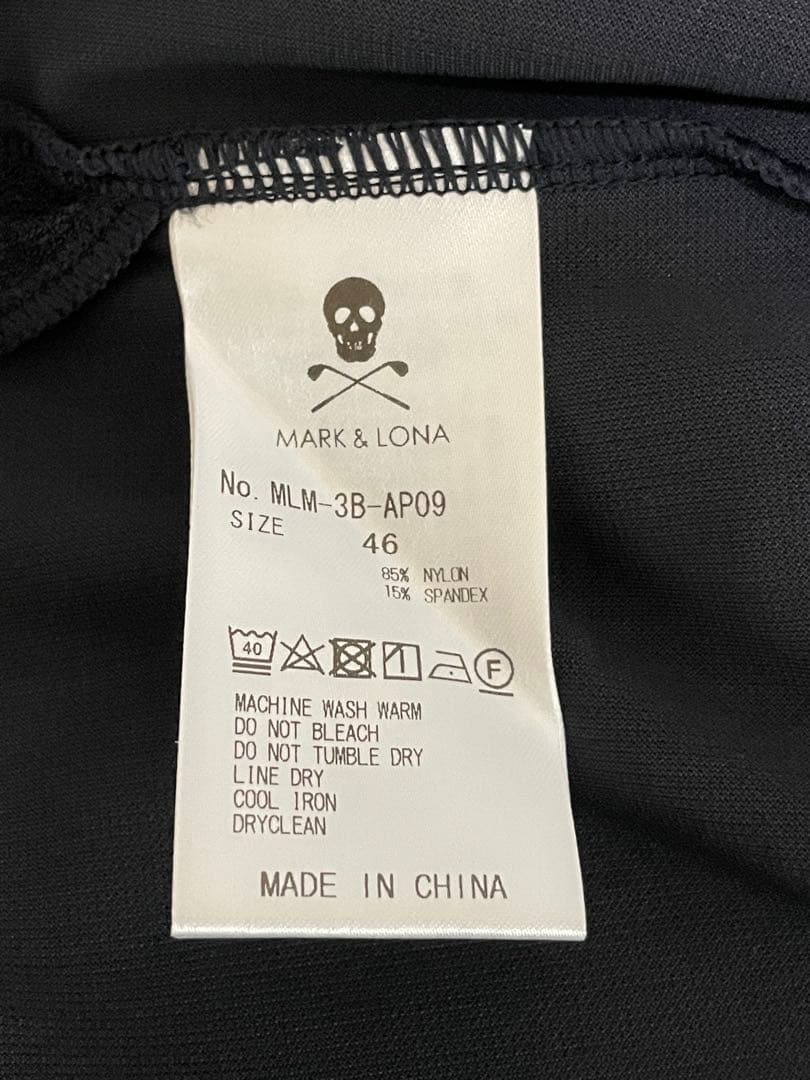 MARK & LONA
No. MLM-3B-AP09
SIZE
46
85% NYLON
15% SPANDEX
40 F
MACHINE WASH WARM
DO NOT BLEACH
DO NOT TUMBLE DRY
LINE DRY
COOL IRON
DRYCLEAN
MADE IN CHINA